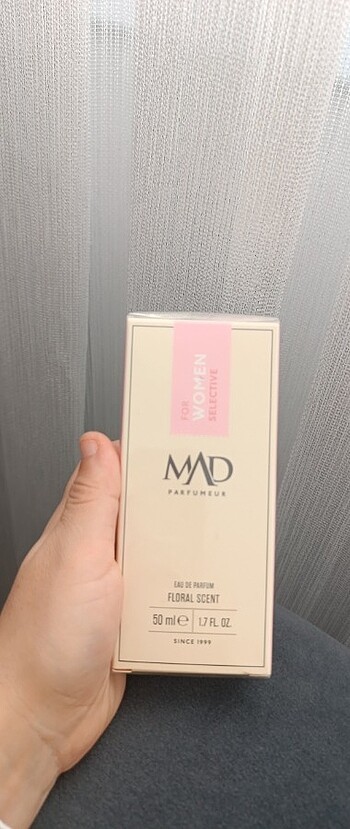 FOR
WOMEN
SELECTIVE
MAD
PARFUMEUR
EAU DE PARFUM
FLORAL SCENT
50 ml ℮ 1.7 FL. OZ.
SINCE 1999